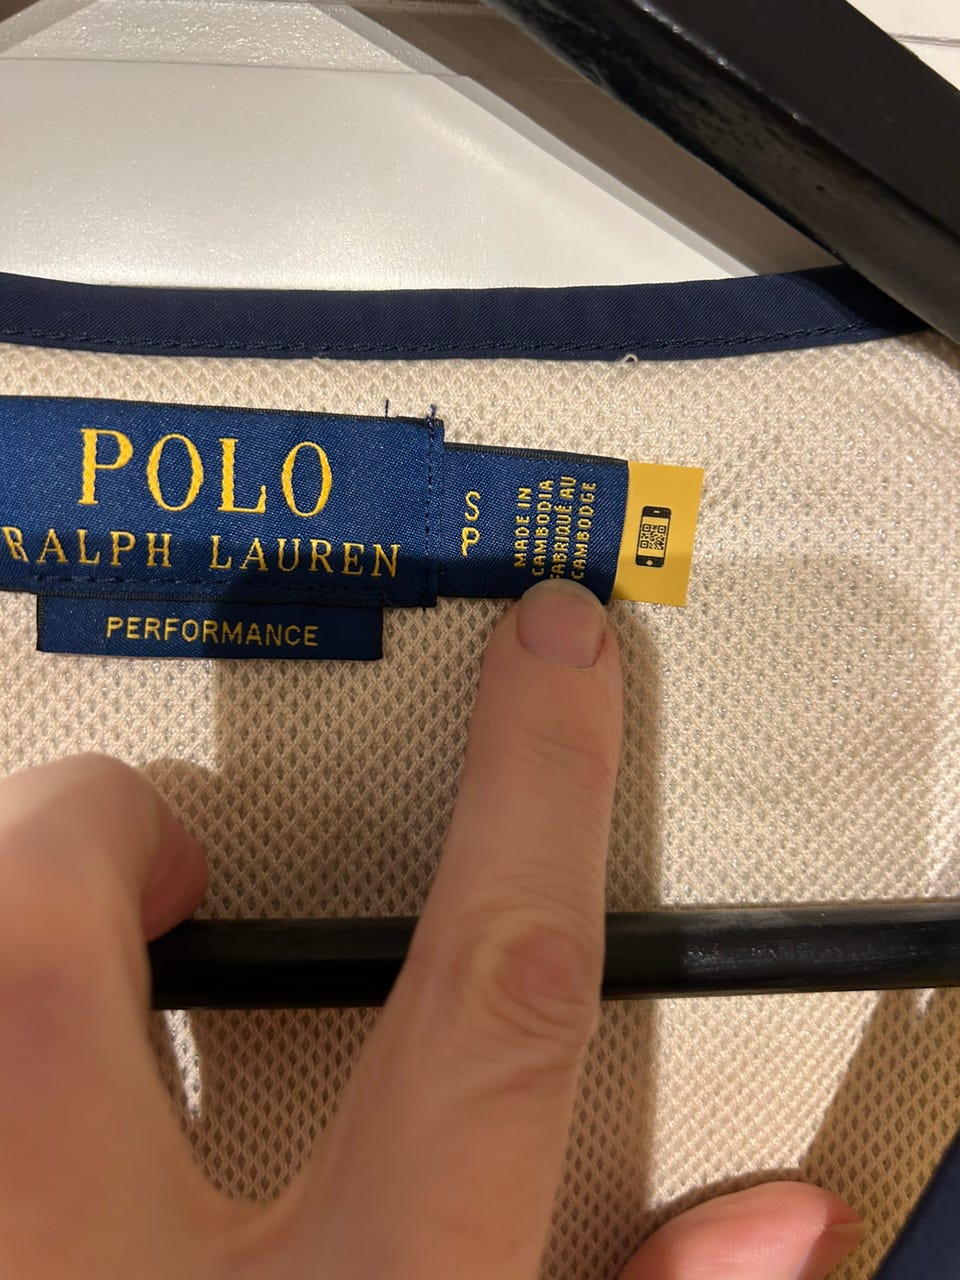 POLO
RALPH LAUREN
PERFORMANCE
S
P
MADE IN
CAMBODIA
FABRIQUÉ AU
CAMBODGE